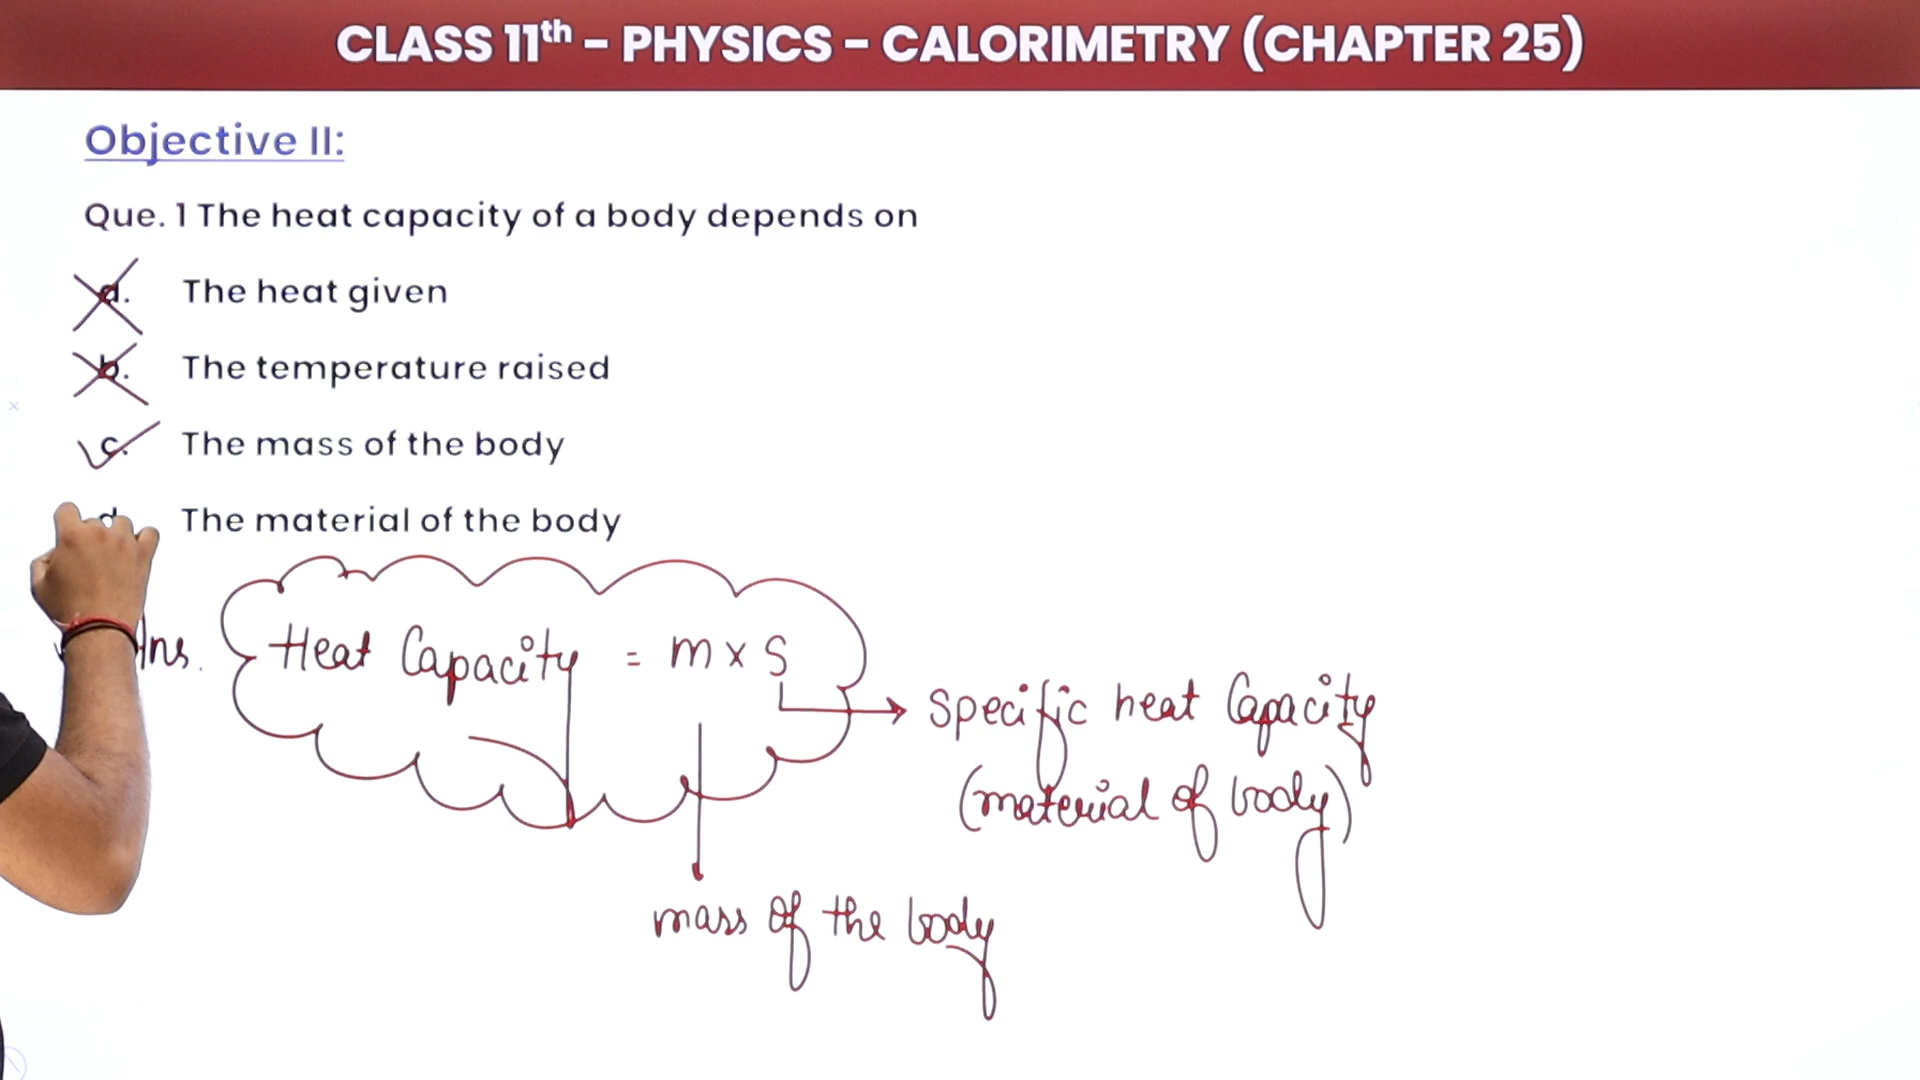 CLASS 11th – PHYSICS – CALORIMETRY (CHAPTER 25)
Objective II:
Que. 1 The heat capacity of a body depends on
a. The heat given
b. The temperature raised
c. The mass of the body
d The material of the body
Ans. Heat Capacity = m x s
specific heat Capacity
(material of body)
mass of the body